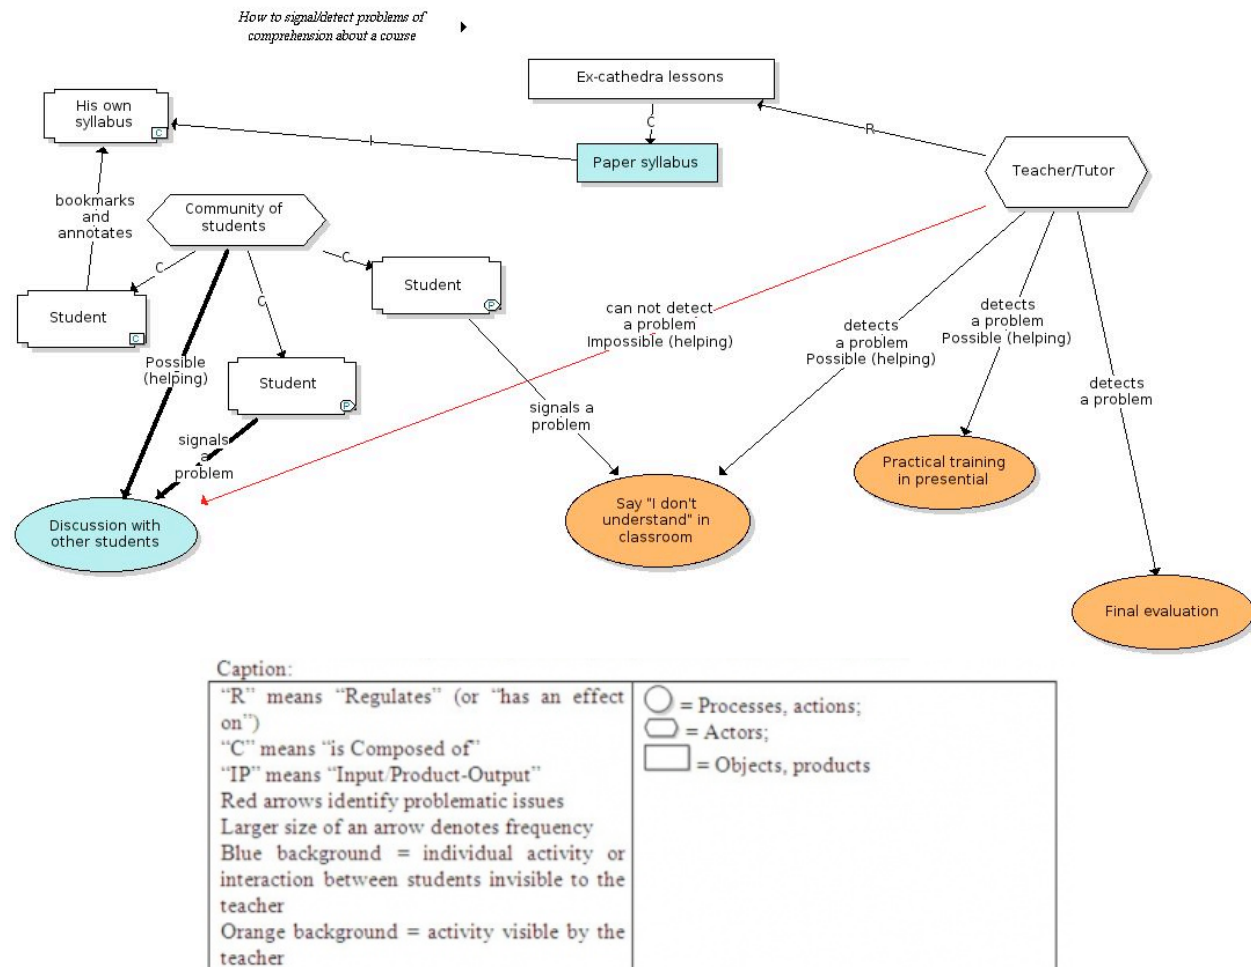 How to signal/detect problems of
comprehension about a course
Ex-cathedra lessons
His own
syllabus
C
C
I
R
Paper syllabus
Teacher/Tutor
bookmarks
and
annotates
Community of
students
C
C
C
Student
C
Student
P
Student
P
Possible
(helping)
signals
a
problem
signals a
problem
can not detect
a problem
Impossible (helping)
detects
a problem
Possible (helping)
detects
a problem
Possible (helping)
detects
a problem
Discussion with
other students
Say "I don't
understand" in
classroom
Practical training
in presential
Final evaluation
Caption:
“R” means “Regulates” (or “has an effect
on”)
“C” means “is Composed of”
“IP” means “Input/Product-Output”
Red arrows identify problematic issues
Larger size of an arrow denotes frequency
Blue background = individual activity or
interaction between students invisible to the
teacher
Orange background = activity visible by the
teacher
= Processes, actions;
= Actors;
= Objects, products